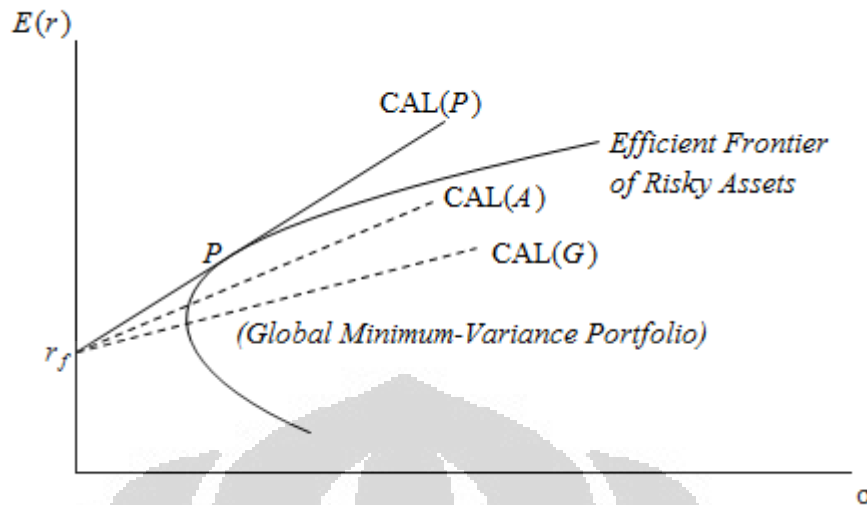 E(r)
CAL(P)
Efficient Frontier
of Risky Assets
CAL(A)
P
CAL(G)
(Global Minimum-Variance Portfolio)
r_f
σ